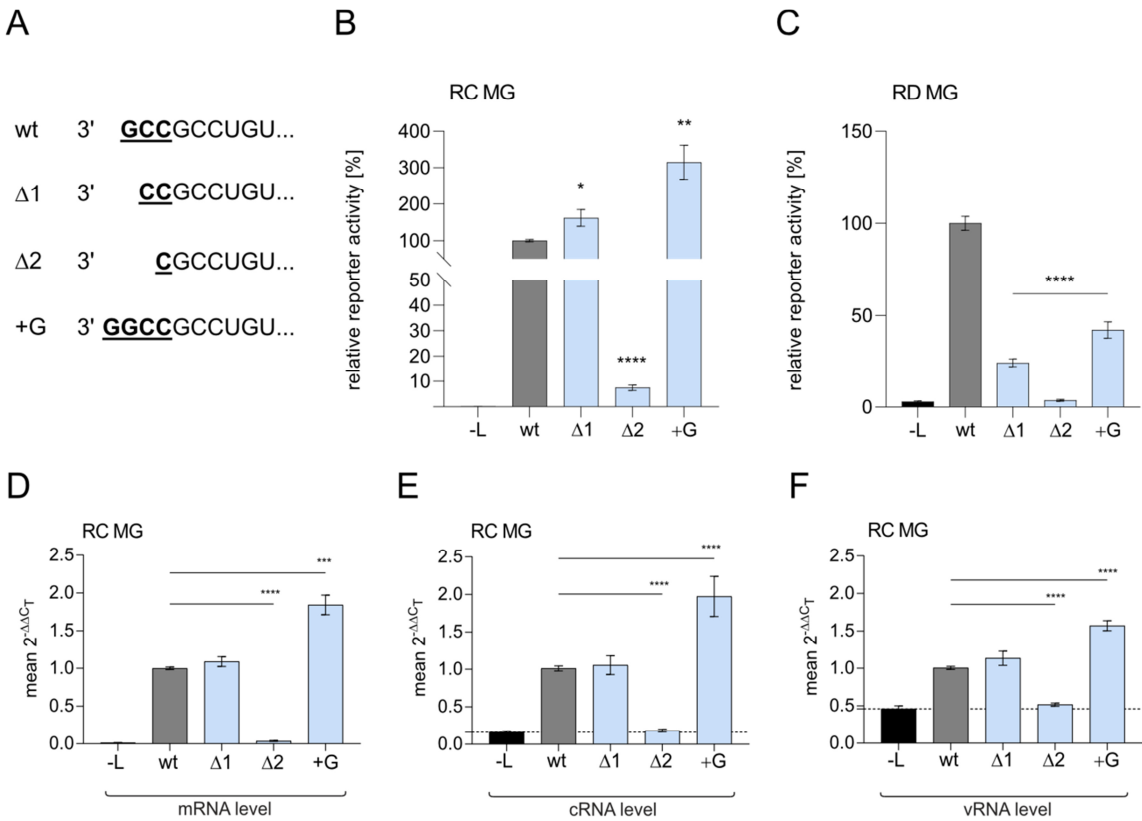 A
wt 3' GCCGCCUGU...
Δ1 3' CCGCCUGU...
Δ2 3' CGCCUGU...
+G 3' GGCCGCCUGU...
B
RC MG
relative reporter activity [%]
400
300
200
100
50
40
30
20
10
*
****
**
-L wt Δ1 Δ2 +G
C
RD MG
relative reporter activity [%]
150
100
50
0
****
-L wt Δ1 Δ2 +G
D
RC MG
mean 2^-ΔΔC_T
2.5
2.0
1.5
1.0
0.5
0.0
***
****
-L wt Δ1 Δ2 +G
mRNA level
E
RC MG
mean 2^-ΔΔC_T
2.5
2.0
1.5
1.0
0.5
0.0
****
****
-L wt Δ1 Δ2 +G
cRNA level
F
RC MG
mean 2^-ΔΔC_T
2.5
2.0
1.5
1.0
0.5
0.0
****
****
-L wt Δ1 Δ2 +G
vRNA level